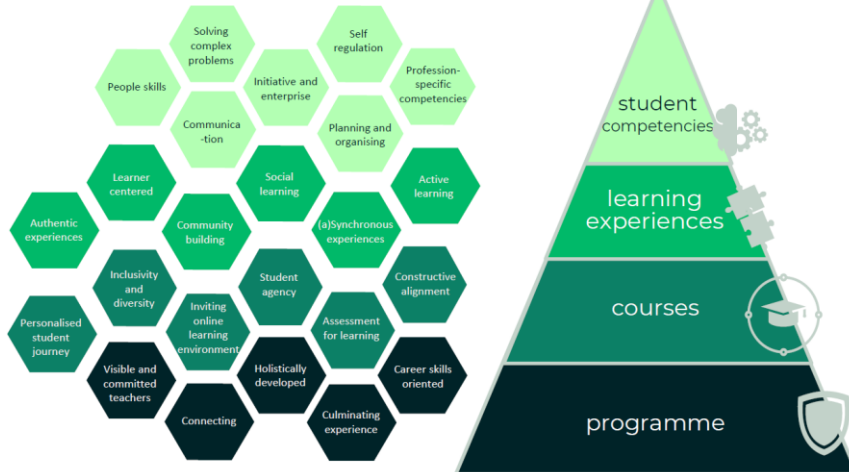 Solving
complex
problems
Self
regulation
People skills
Initiative and
enterprise
Profession-
specific
competencies
Communica
-tion
Planning and
organising
Learner
centered
Social
learning
Active
learning
Authentic
experiences
Community
building
(a)Synchronous
experiences
Inclusivity
and
diversity
Student
agency
Constructive
alignment
Personalised
student
journey
Inviting
online
learning
environment
Assessment
for learning
Visible and
committed
teachers
Holistically
developed
Career skills
oriented
Connecting
Culminating
experience
student
competencies
learning
experiences
courses
programme